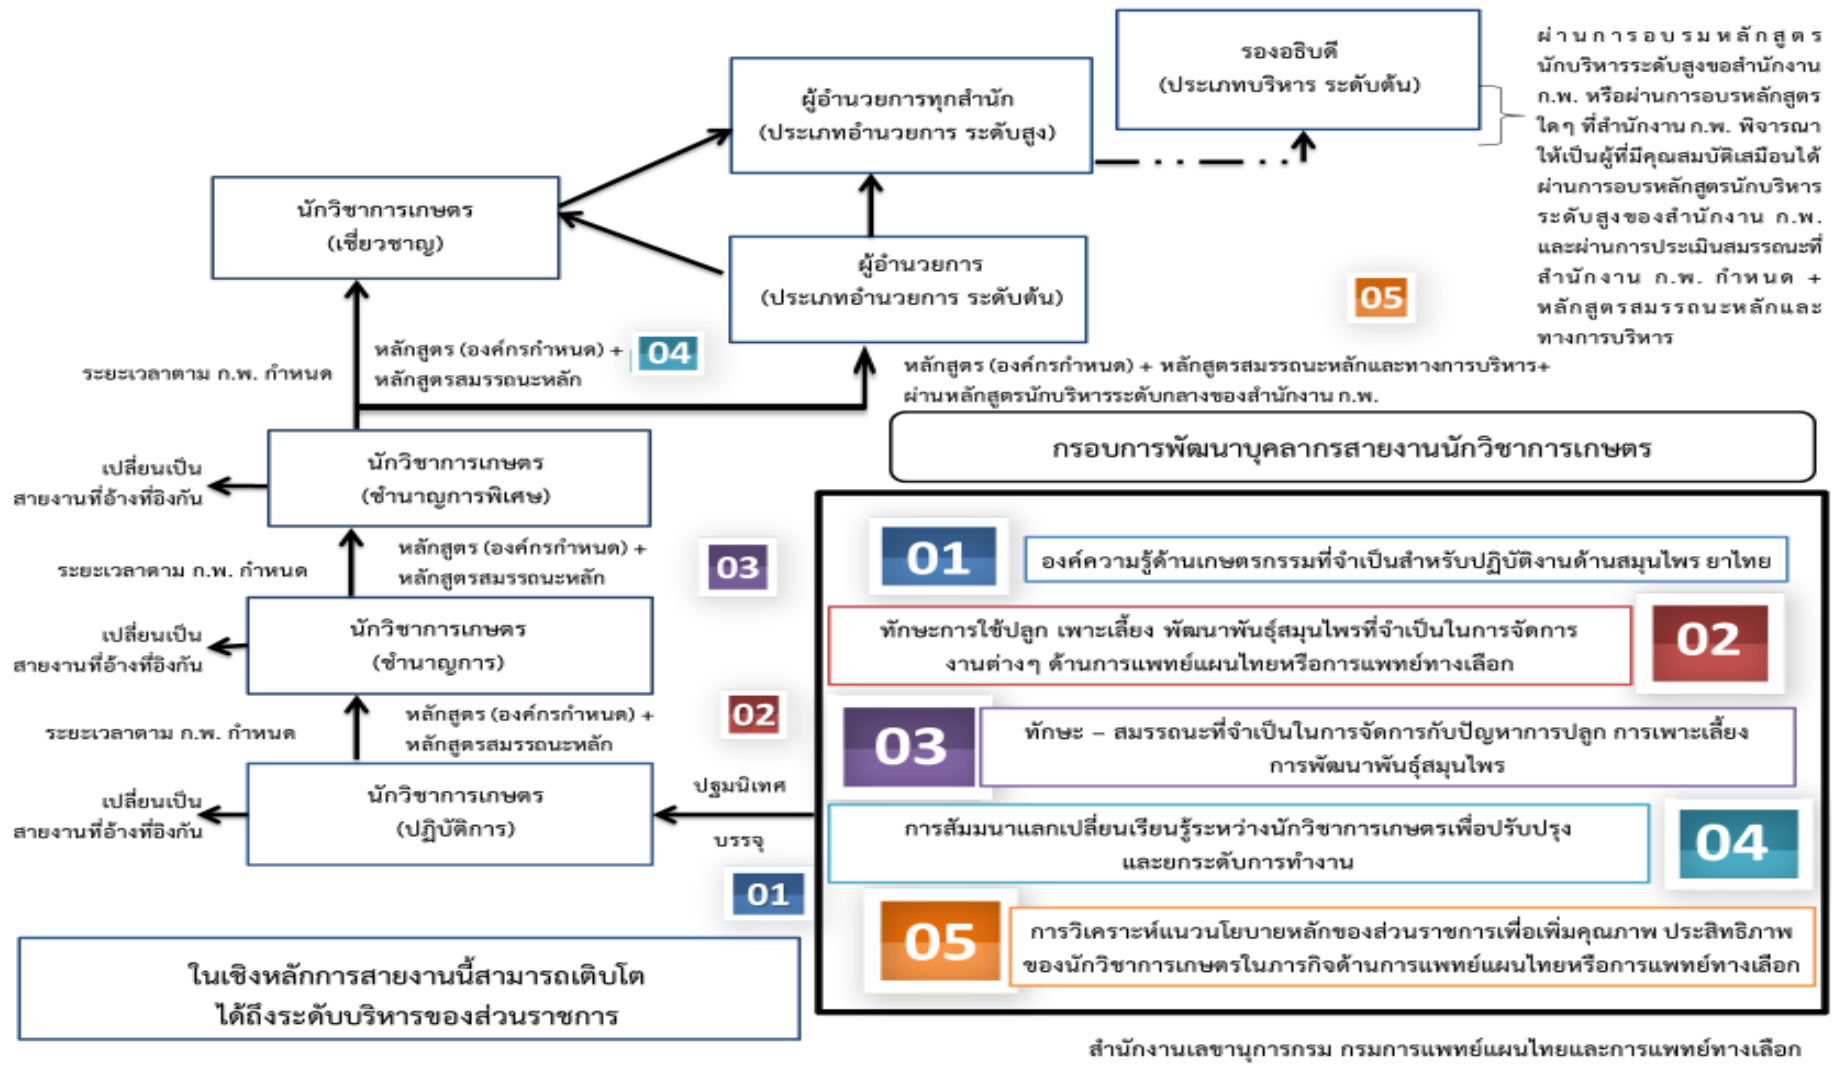 รองอธิบดี
(ประเภทบริหาร ระดับต้น)
ผ่านการอบรมหลักสูตร
นักบริหารระดับสูงขอสำนักงาน
ก.พ. หรือผ่านการอบรหลักสูตร
ใดๆ ที่สำนักงาน ก.พ. พิจารณา
ให้เป็นผู้ที่มีคุณสมบัติเสมือนได้
ผ่านการอบรหลักสูตรนักบริหาร
ระดับสูงของสำนักงาน ก.พ.
และผ่านการประเมินสมรรถนะที่
สำนักงาน ก.พ. กำหนด +
หลักสูตรสมรรถนะหลักและ
ทางการบริหาร
ผู้อำนวยการทุกสำนัก
(ประเภทอำนวยการ ระดับสูง)
นักวิชาการเกษตร
(เชี่ยวชาญ)
ผู้อำนวยการ
(ประเภทอำนวยการ ระดับต้น)
05
ระยะเวลาตาม ก.พ. กำหนด
หลักสูตร (องค์กรกำหนด) +
หลักสูตรสมรรถนะหลัก
04
หลักสูตร (องค์กรกำหนด) + หลักสูตรสมรรถนะหลักและทางการบริหาร+
ผ่านหลักสูตรนักบริหารระดับกลางของสำนักงาน ก.พ.
กรอบการพัฒนาบุคลากรสายงานนักวิชาการเกษตร
เปลี่ยนเป็น
สายงานที่อ้างที่อิงกัน
นักวิชาการเกษตร
(ชำนาญการพิเศษ)
ระยะเวลาตาม ก.พ. กำหนด
หลักสูตร (องค์กรกำหนด) +
หลักสูตรสมรรถนะหลัก
03
เปลี่ยนเป็น
สายงานที่อ้างที่อิงกัน
นักวิชาการเกษตร
(ชำนาญการ)
ระยะเวลาตาม ก.พ. กำหนด
หลักสูตร (องค์กรกำหนด) +
หลักสูตรสมรรถนะหลัก
02
เปลี่ยนเป็น
สายงานที่อ้างที่อิงกัน
นักวิชาการเกษตร
(ปฏิบัติการ)
ปฐมนิเทศ
บรรจุ
01
01
องค์ความรู้ด้านเกษตรกรรมที่จำเป็นสำหรับปฏิบัติงานด้านสมุนไพร ยาไทย
ทักษะการใช้ปลูก เพาะเลี้ยง พัฒนาพันธุ์สมุนไพรที่จำเป็นในการจัดการ
งานต่างๆ ด้านการแพทย์แผนไทยหรือการแพทย์ทางเลือก
02
03
ทักษะ – สมรรถนะที่จำเป็นในการจัดการกับปัญหาการปลูก การเพาะเลี้ยง
การพัฒนาพันธุ์สมุนไพร
การสัมมนาแลกเปลี่ยนเรียนรู้ระหว่างนักวิชาการเกษตรเพื่อปรับปรุง
และยกระดับการทำงาน
04
05
การวิเคราะห์แนวนโยบายหลักของส่วนราชการเพื่อเพิ่มคุณภาพ ประสิทธิภาพ
ของนักวิชาการเกษตรในภารกิจด้านการแพทย์แผนไทยหรือการแพทย์ทางเลือก
ในเชิงหลักการสายงานนี้สามารถเติบโต
ได้ถึงระดับบริหารของส่วนราชการ
สำนักงานเลขานุการกรม กรมการแพทย์แผนไทยและการแพทย์ทางเลือก